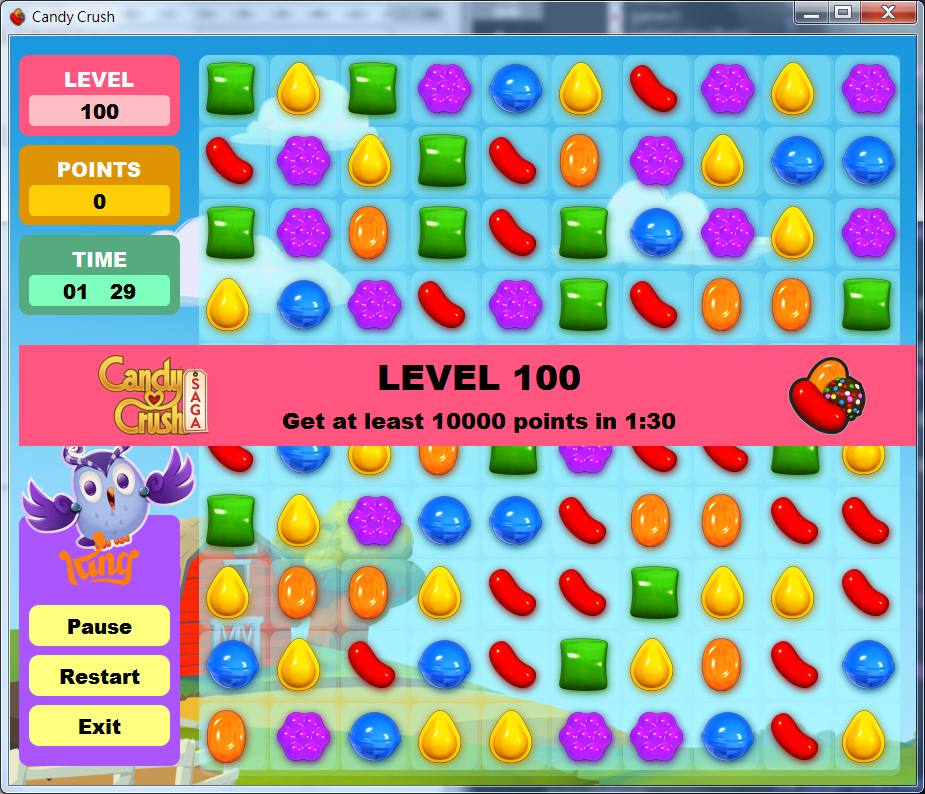 Candy Crush
LEVEL
100
POINTS
0
TIME
01 29
Candy
Crush
SAGA
LEVEL 100
Get at least 10000 points in 1:30
King
Pause
Restart
Exit